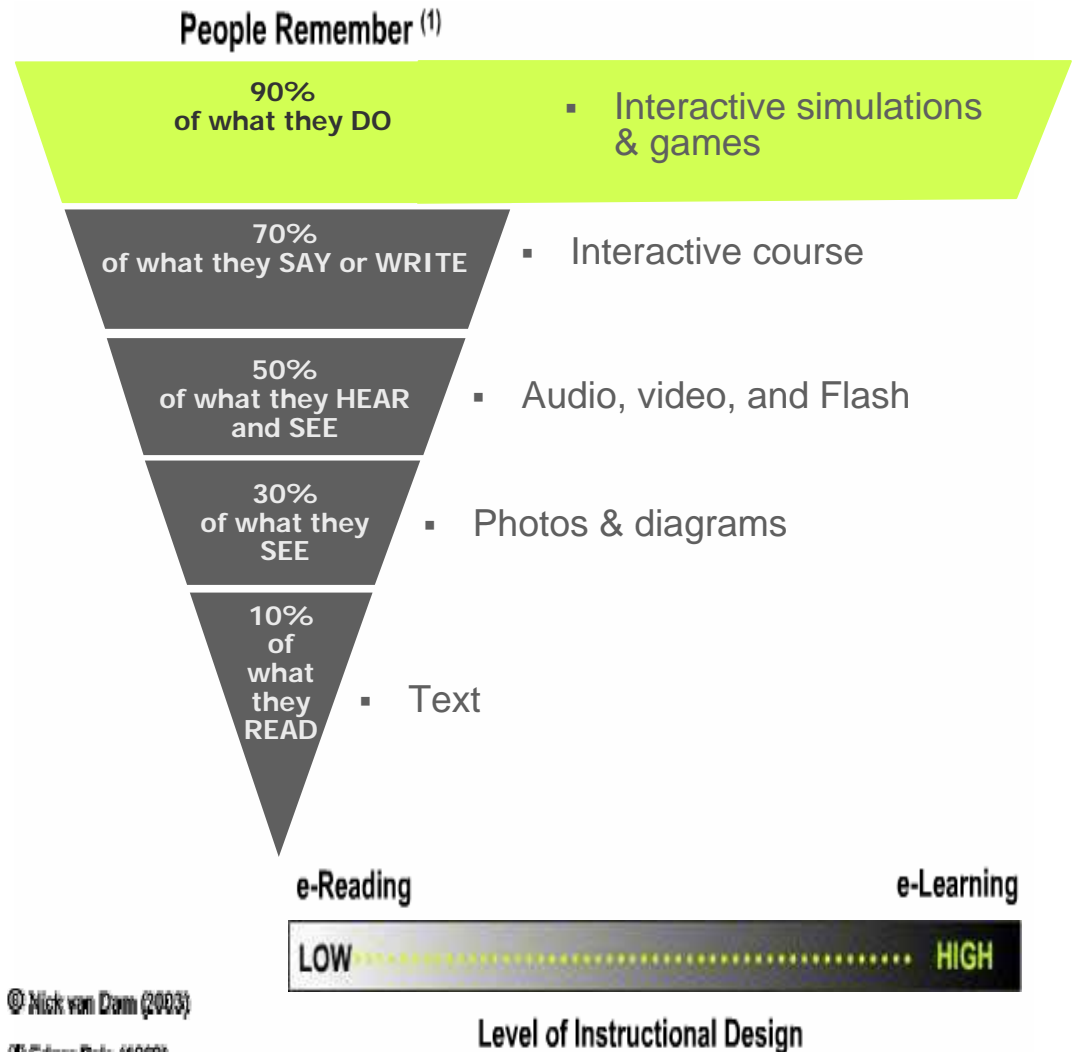 People Remember (1)
90%
of what they DO
▪ Interactive simulations
& games
70%
of what they SAY or WRITE
▪ Interactive course
50%
of what they HEAR
and SEE
▪ Audio, video, and Flash
30%
of what they
SEE
▪ Photos & diagrams
10%
of
what
they
READ
▪ Text
e-Reading
e-Learning
LOW
HIGH
© Nick van Dam (2003)
Level of Instructional Design